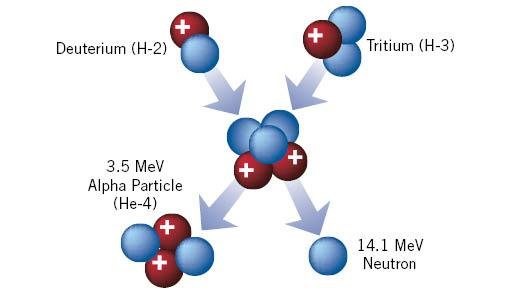 Deuterium (H-2)
Tritium (H-3)
3.5 MeV
Alpha Particle
(He-4)
14.1 MeV
Neutron